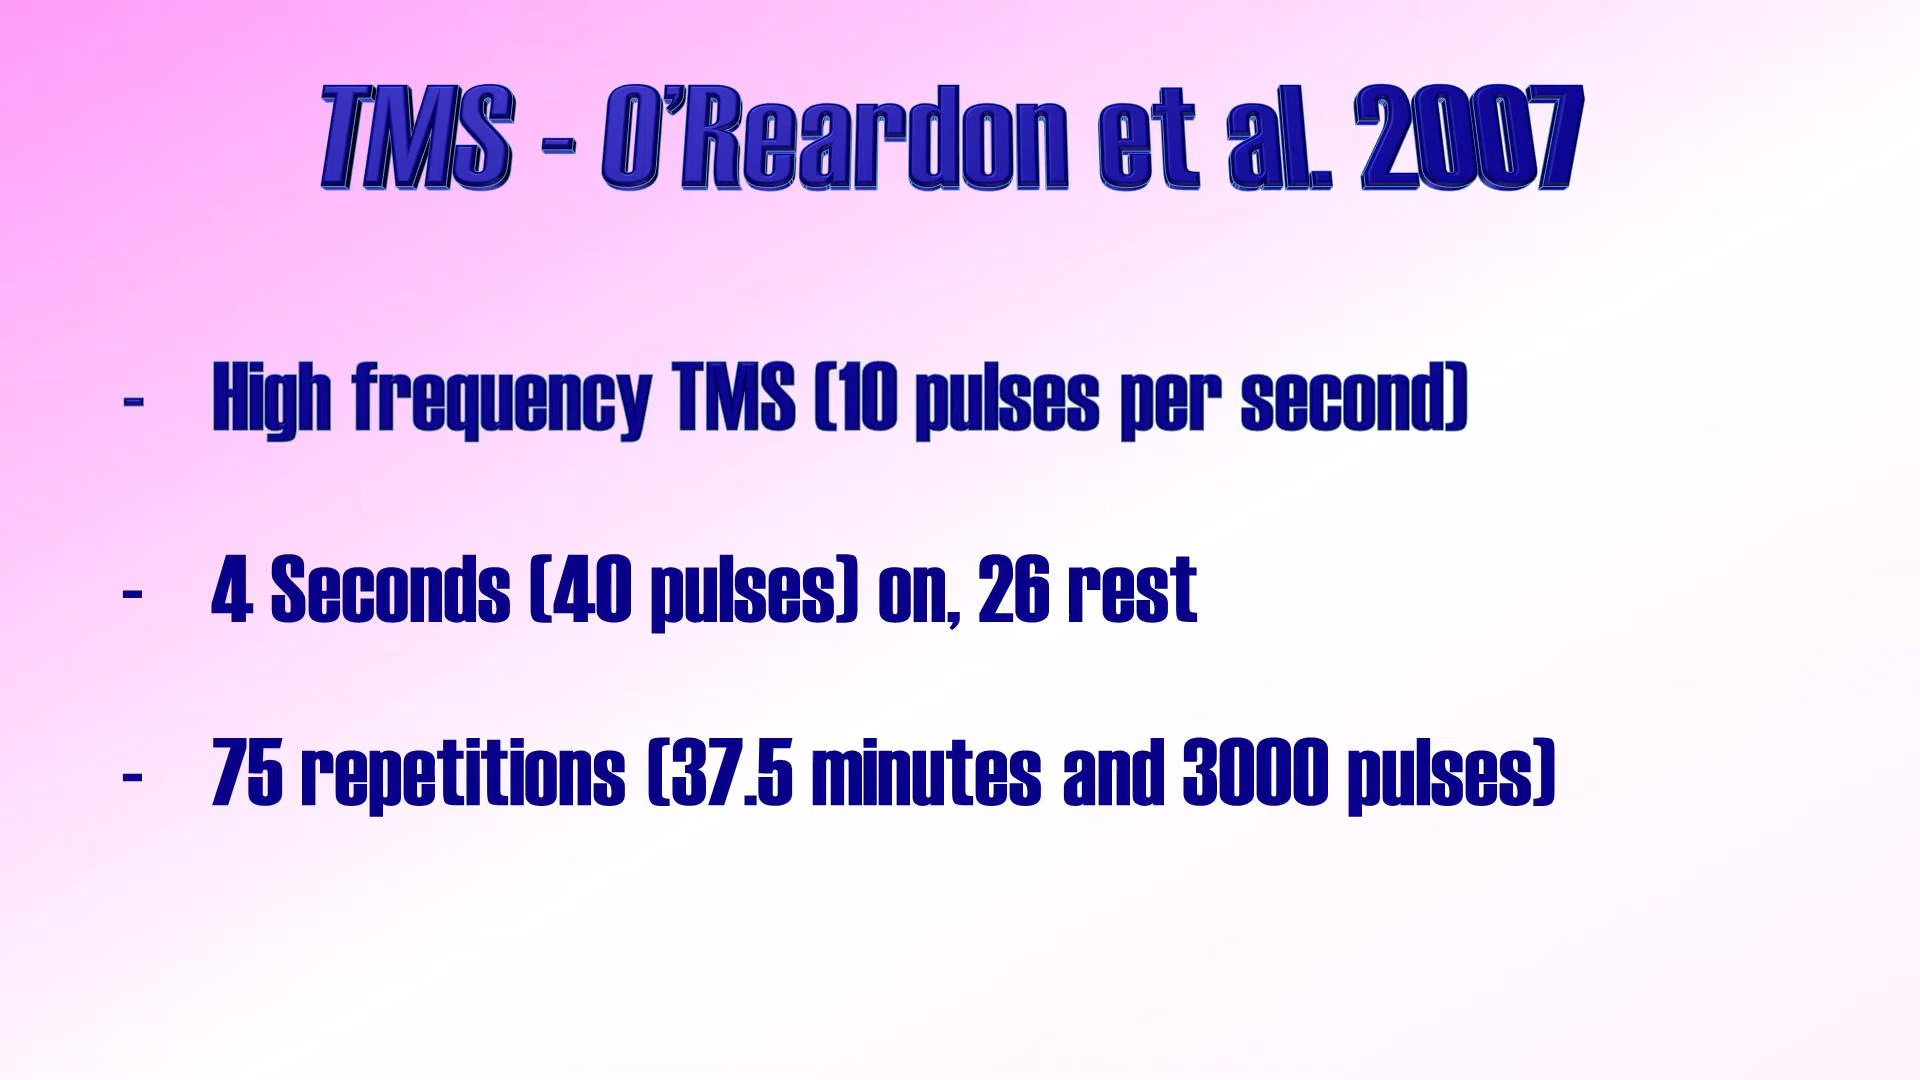 TMS - O’Reardon et al. 2007
- High frequency TMS (10 pulses per second)
- 4 Seconds (40 pulses) on, 26 rest
- 75 repetitions (37.5 minutes and 3000 pulses)